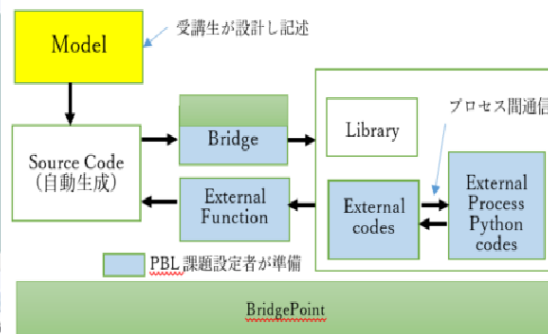 Model
受講生が設計し記述
プロセス間通信
Bridge
Library
Source Code
(自動生成)
External
Function
External
codes
External
Process
Python
codes
PBL 課題設定者が準備
BridgePoint